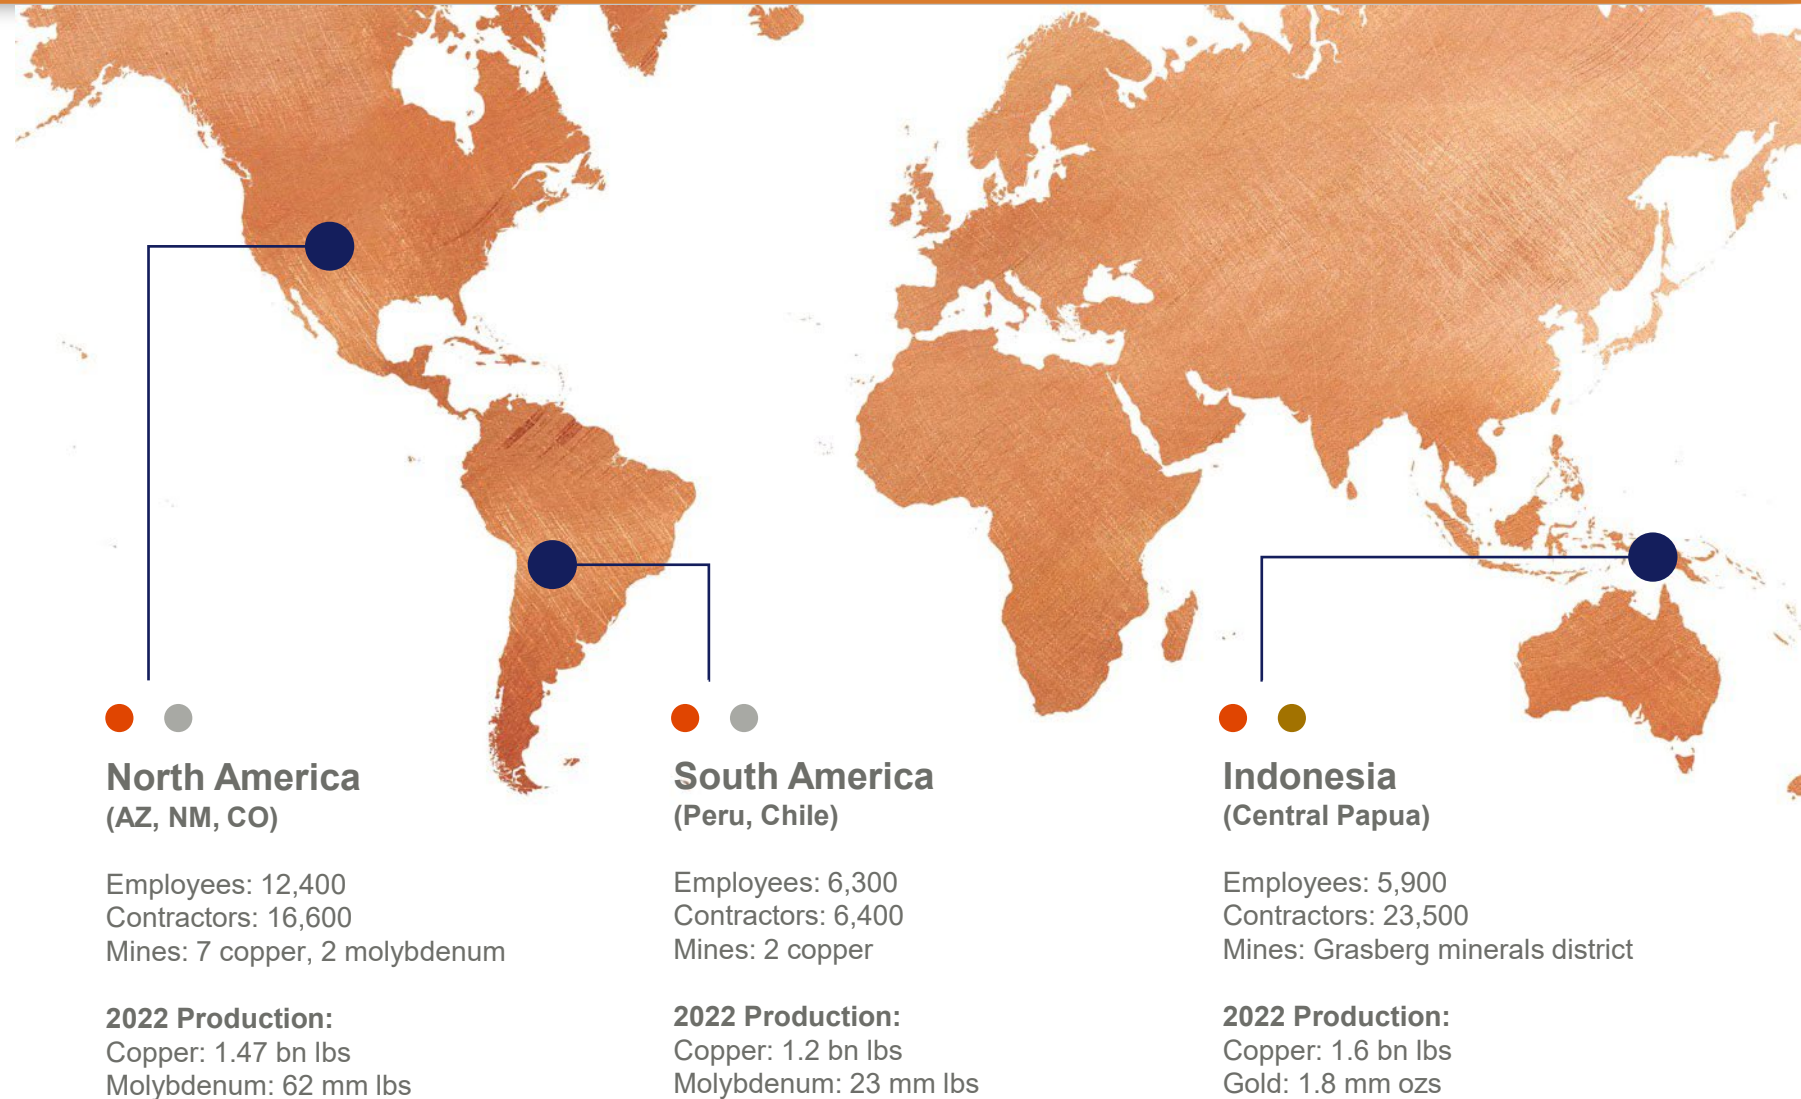 North America
(AZ, NM, CO)
Employees: 12,400
Contractors: 16,600
Mines: 7 copper, 2 molybdenum
2022 Production:
Copper: 1.47 bn lbs
Molybdenum: 62 mm lbs
South America
(Peru, Chile)
Employees: 6,300
Contractors: 6,400
Mines: 2 copper
2022 Production:
Copper: 1.2 bn lbs
Molybdenum: 23 mm lbs
Indonesia
(Central Papua)
Employees: 5,900
Contractors: 23,500
Mines: Grasberg minerals district
2022 Production:
Copper: 1.6 bn lbs
Gold: 1.8 mm ozs